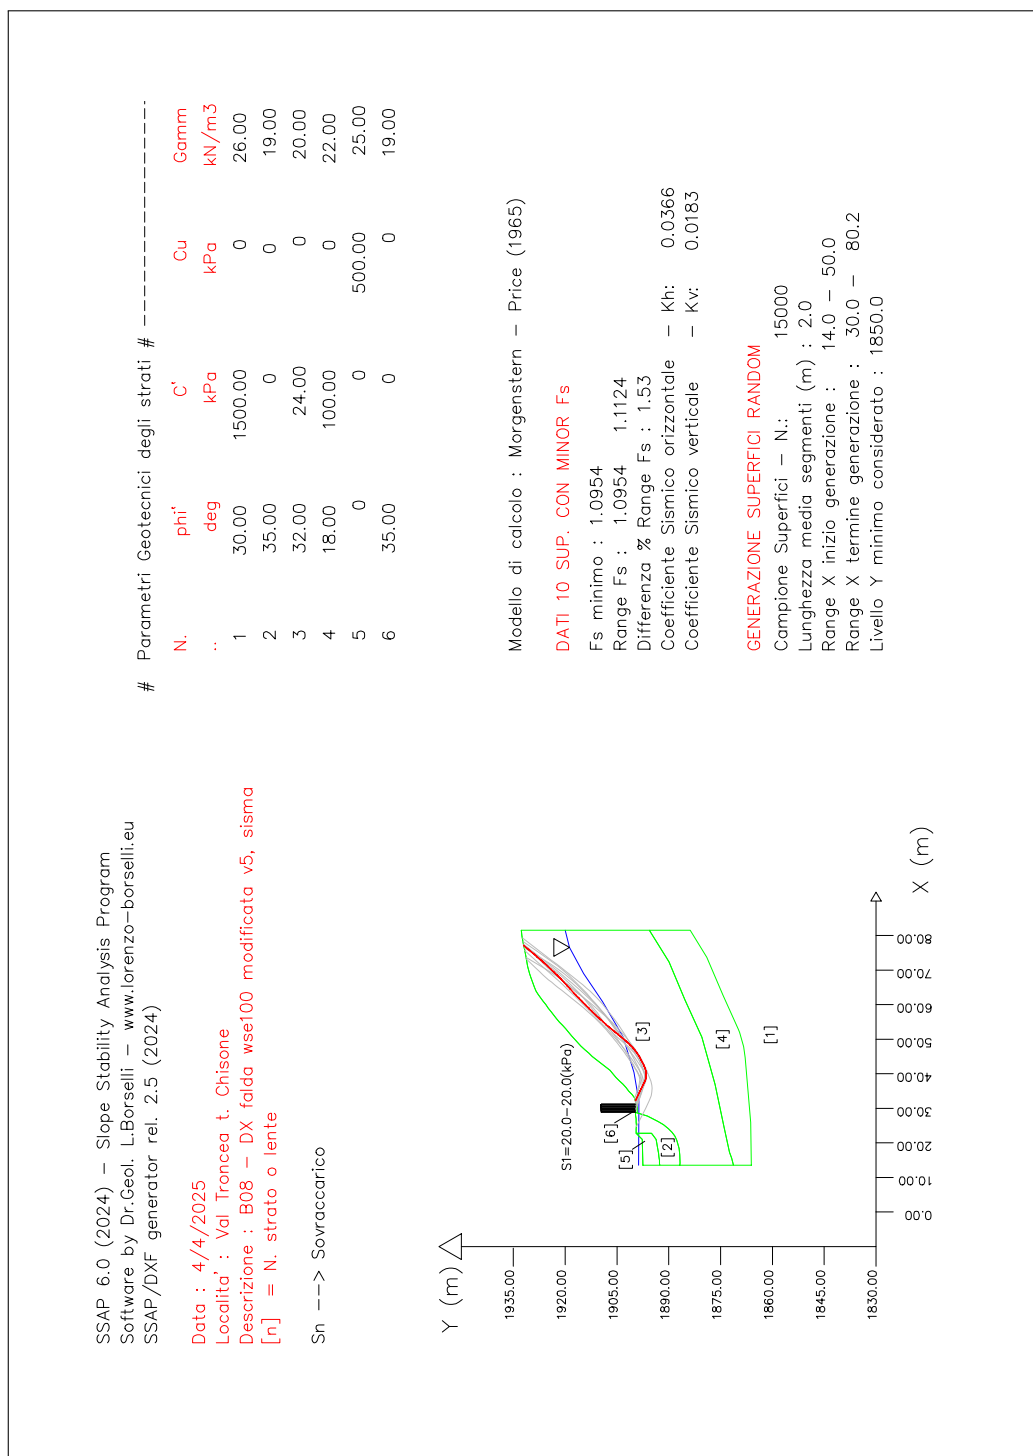 SSAP 6.0 (2024) - Slope Stability Analysis Program
Software by Dr.Geol. L.Borselli - www.lorenzo-borselli.eu
SSAP/DXF generator rel. 2.5 (2024)
Data : 4/4/2025
Localita' : Val Troncea t. Chisone
Descrizione : B08 - DX falda wse100 modificata v5, sisma
[n] = N. strato o lente
Sn --> Sovraccarico
# Parametri Geotecnici degli strati # ----------------------
N. phi' C' Cu Gamm
.. deg kPa kPa kN/m3
1 30.00 1500.00 0 26.00
2 35.00 0 0 19.00
3 32.00 24.00 0 20.00
4 18.00 100.00 0 22.00
5 0 0 500.00 25.00
6 35.00 0 0 19.00
Modello di calcolo : Morgenstern - Price (1965)
DATI 10 SUP. CON MINOR Fs
Fs minimo : 1.0954
Range Fs : 1.0954 1.1124
Differenza % Range Fs : 1.53
Coefficiente Sismico orizzontale - Kh: 0.0366
Coefficiente Sismico verticale - Kv: 0.0183
GENERAZIONE SUPERFICI RANDOM
Campione Superfici - N.: 15000
Lunghezza media segmenti (m) : 2.0
Range X inizio generazione : 14.0 - 50.0
Range X termine generazione : 30.0 - 80.2
Livello Y minimo considerato : 1850.0
Y (m)
1935.00
1920.00
1905.00
1890.00
1875.00
1860.00
1845.00
1830.00
S1=20.0-20.0(kPa)
[6]
[5]
[2]
[3]
[4]
[1]
0.00 10.00 20.00 30.00 40.00 50.00 60.00 70.00 80.00
X (m)